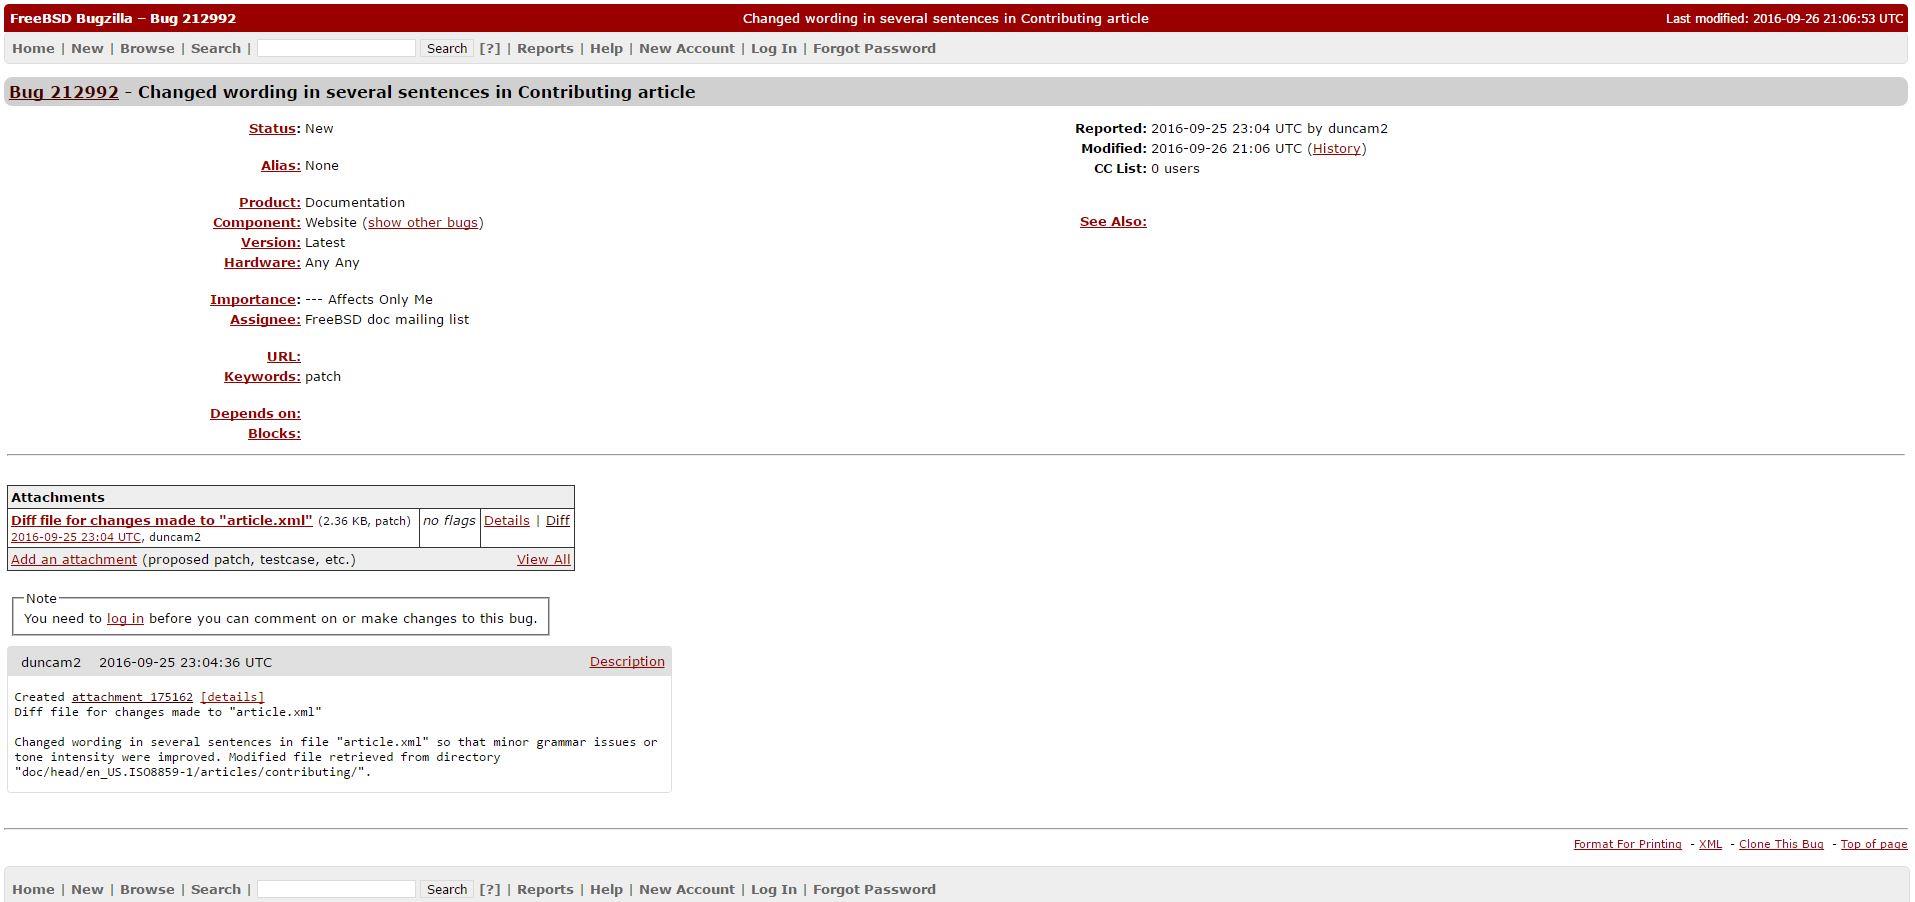 FreeBSD Bugzilla – Bug 212992 Changed wording in several sentences in Contributing article Last modified: 2016-09-26 21:06:53 UTC
Home | New | Browse | Search | Search [?] | Reports | Help | New Account | Log In | Forgot Password
Bug 212992 - Changed wording in several sentences in Contributing article
Status: New
Alias: None
Product: Documentation
Component: Website (show other bugs)
Version: Latest
Hardware: Any Any
Importance: --- Affects Only Me
Assignee: FreeBSD doc mailing list
URL:
Keywords: patch
Depends on:
Blocks:
Reported: 2016-09-25 23:04 UTC by duncam2
Modified: 2016-09-26 21:06 UTC (History)
CC List: 0 users
See Also:
Attachments
Diff file for changes made to "article.xml" (2.36 KB, patch) no flags Details | Diff
2016-09-25 23:04 UTC, duncam2
Add an attachment (proposed patch, testcase, etc.) View All
Note
You need to log in before you can comment on or make changes to this bug.
duncam2 2016-09-25 23:04:36 UTC Description
Created attachment 175162 [details]
Diff file for changes made to "article.xml"
Changed wording in several sentences in file "article.xml" so that minor grammar issues or
tone intensity were improved. Modified file retrieved from directory
"doc/head/en_US.ISO8859-1/articles/contributing/".
Format For Printing - XML - Clone This Bug - Top of page
Home | New | Browse | Search | Search [?] | Reports | Help | New Account | Log In | Forgot Password